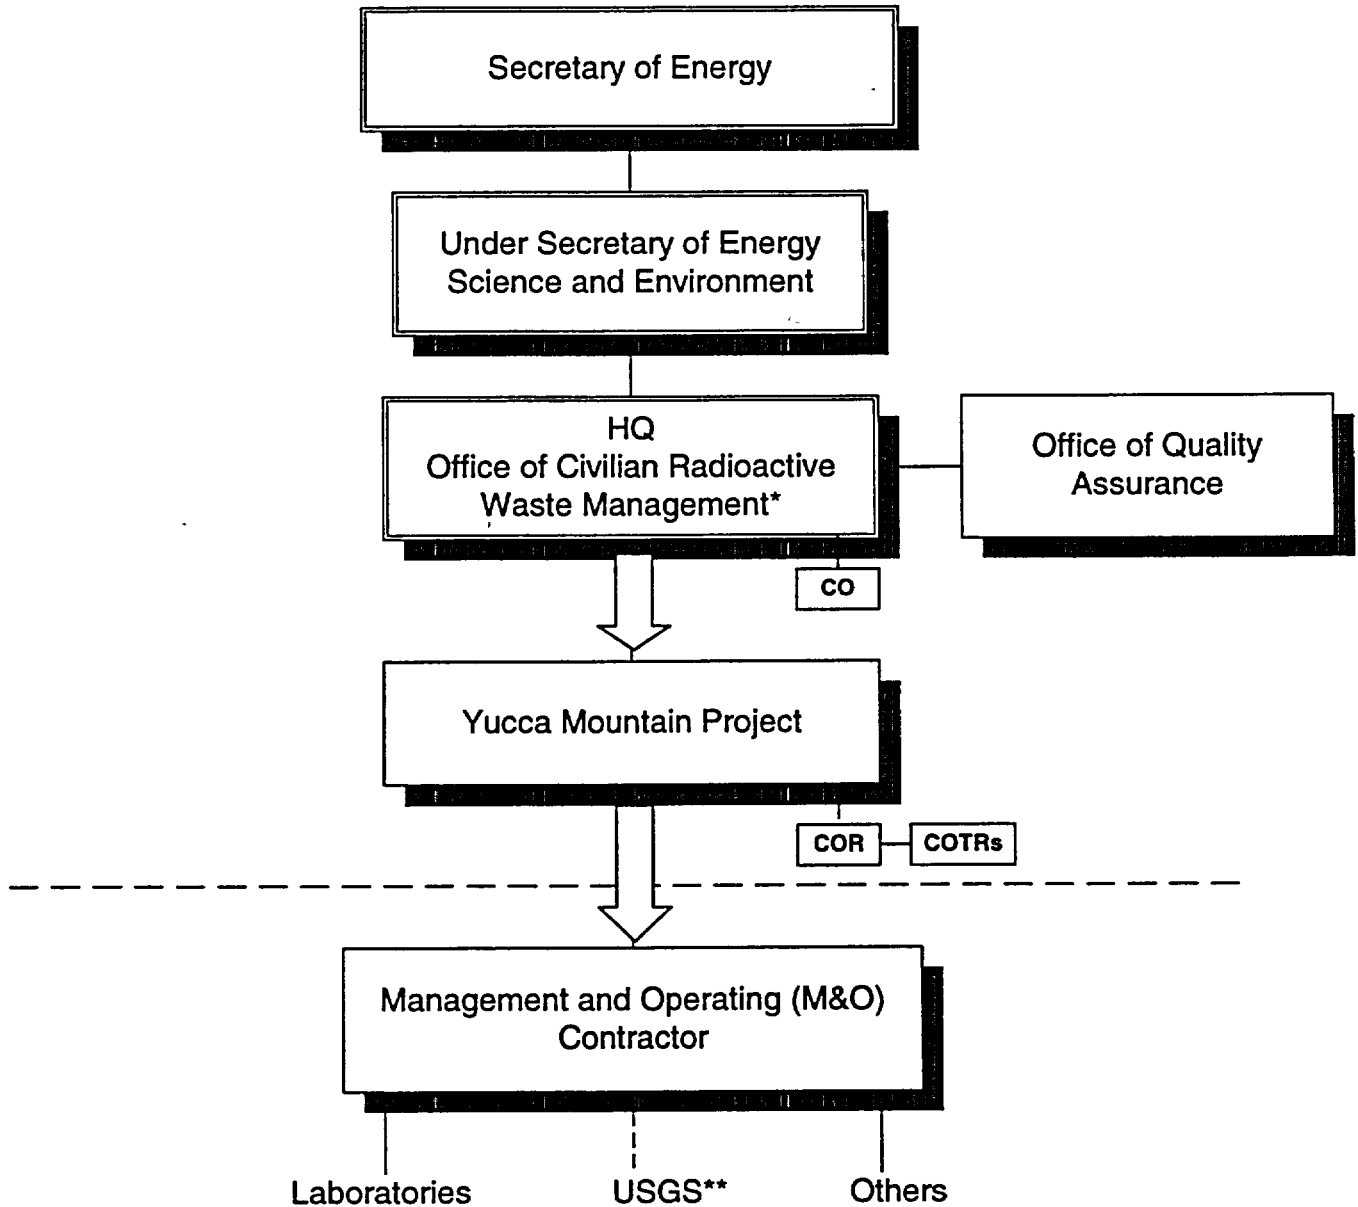 Secretary of Energy
Under Secretary of Energy
Science and Environment
HQ
Office of Civilian Radioactive
Waste Management*
Office of Quality
Assurance
CO
Yucca Mountain Project
COR
COTRs
Management and Operating (M&O)
Contractor
Laboratories
USGS**
Others